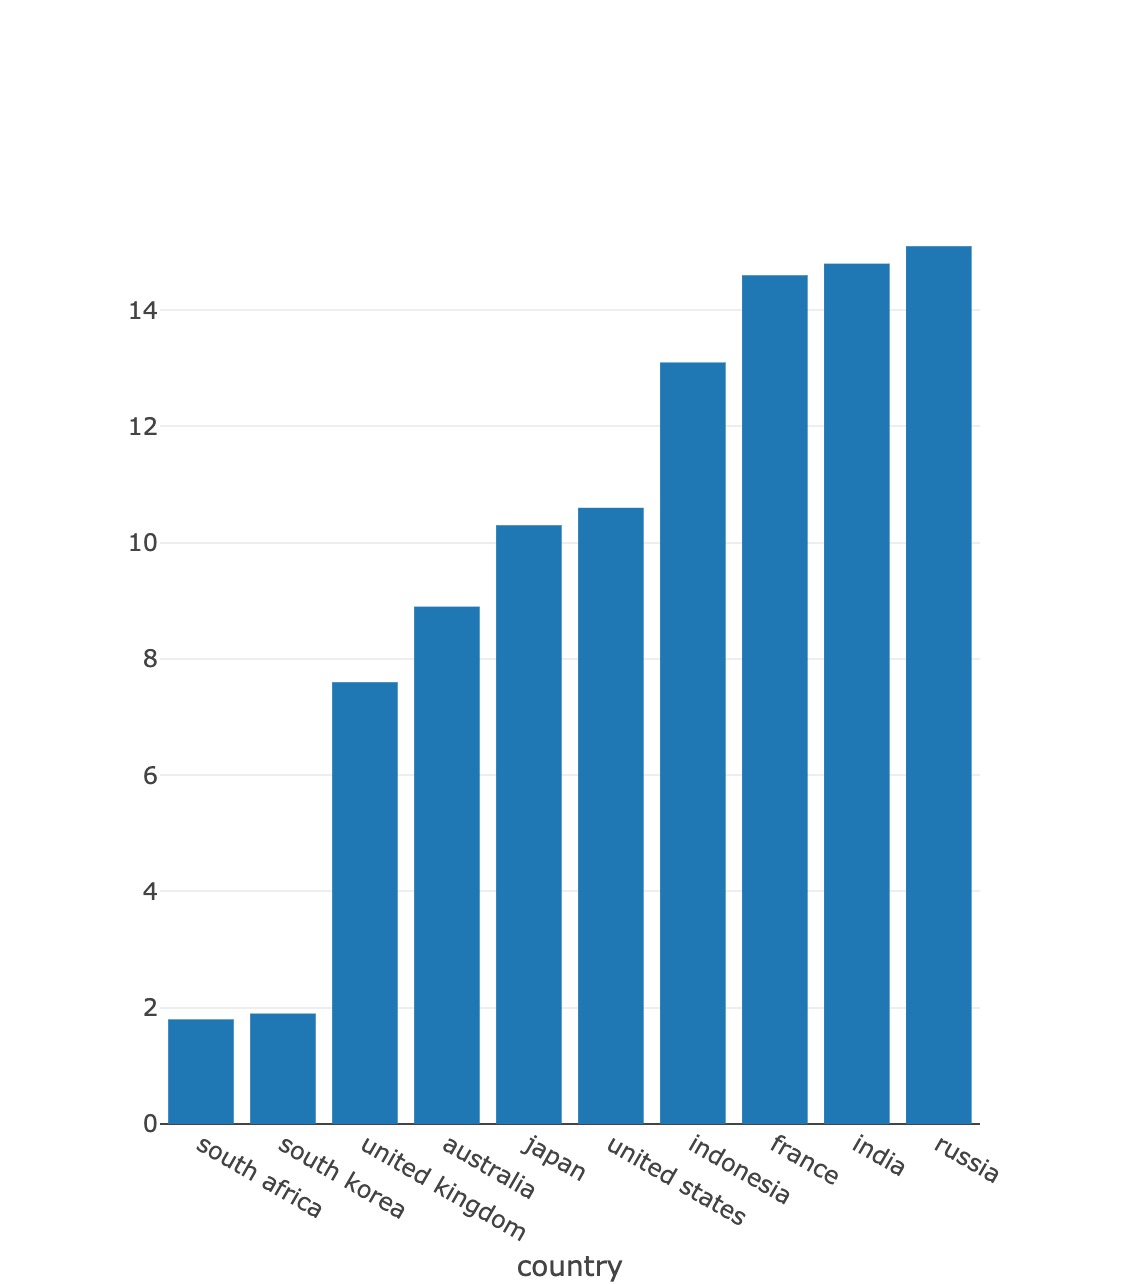 14
12
10
8
6
4
2
0
south africa
south korea
united kingdom
australia
japan
united states
indonesia
france
india
russia
country